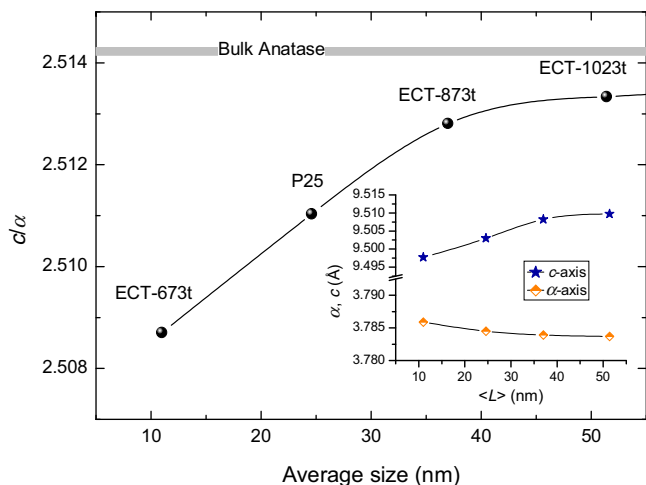 Bulk Anatase
2.514
ECT-1023t
ECT-873t
2.512
P25
c/α
2.510
ECT-673t
2.508
9.515
9.510
9.505
9.500
9.495
α, c (Å)
c-axis
α-axis
3.790
3.785
3.780
10 20 30 40 50
<L> (nm)
10 20 30 40 50
Average size (nm)